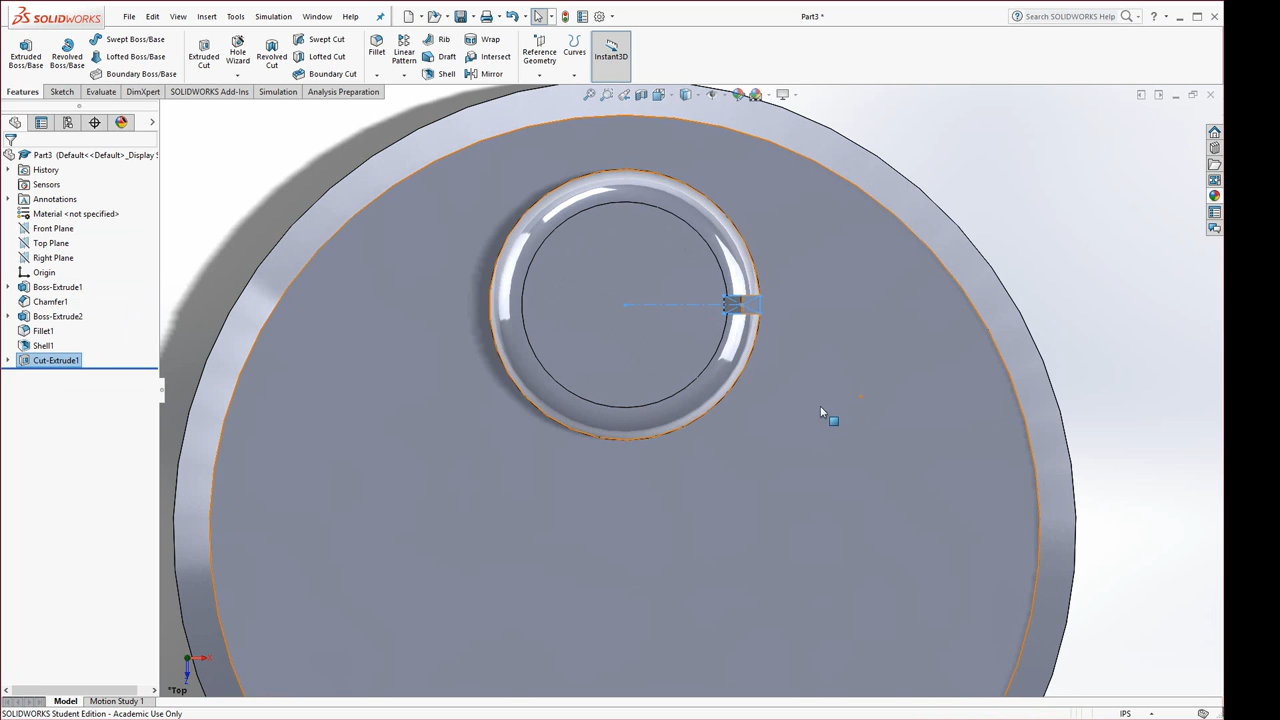 SOLIDWORKS File Edit View Insert Tools Simulation Window Help Part3 * Search SOLIDWORKS Help
Extruded Boss/Base
Revolved Boss/Base
Swept Boss/Base
Lofted Boss/Base
Boundary Boss/Base
Extruded Cut
Hole Wizard
Revolved Cut
Swept Cut
Lofted Cut
Boundary Cut
Fillet
Linear Pattern
Rib
Draft
Shell
Wrap
Intersect
Mirror
Reference Geometry
Curves
Instant3D
Features Sketch Evaluate DimXpert SOLIDWORKS Add-Ins Simulation Analysis Preparation
Part3 (Default<<Default>_Display S
History
Sensors
Annotations
Material <not specified>
Front Plane
Top Plane
Right Plane
Origin
Boss-Extrude1
Chamfer1
Boss-Extrude2
Fillet1
Shell1
Cut-Extrude1
*Top
Model Motion Study 1
SOLIDWORKS Student Edition - Academic Use Only IPS